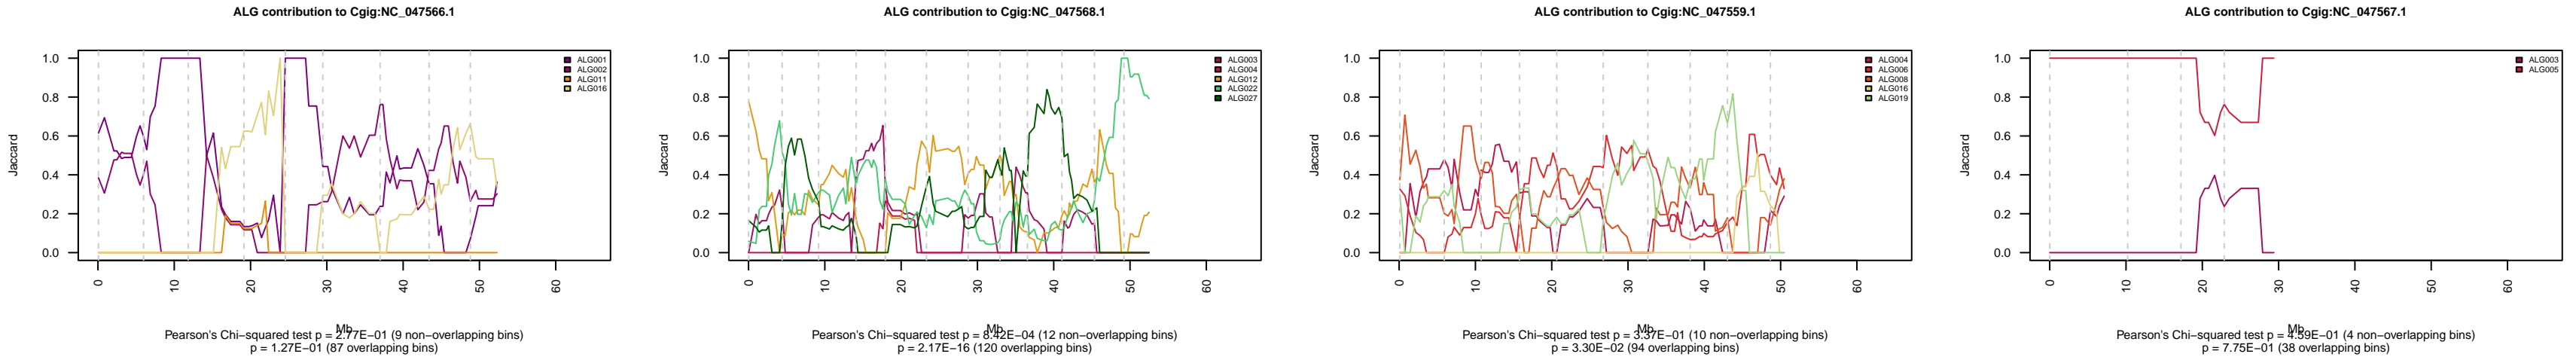 ALG contribution to Cgig:NC_047566.1
1.0
0.8
0.6
0.4
0.2
0.0
Jaccard
ALG001
ALG002
ALG011
ALG016
0
10
20
30
40
50
60
Mb
Pearson's Chi−squared test p = 2.77E−01 (9 non−overlapping bins)
p = 1.27E−01 (87 overlapping bins)
ALG contribution to Cgig:NC_047568.1
1.0
0.8
0.6
0.4
0.2
0.0
Jaccard
ALG003
ALG004
ALG012
ALG022
ALG027
0
10
20
30
40
50
60
Mb
Pearson's Chi−squared test p = 8.42E−04 (12 non−overlapping bins)
p = 2.17E−16 (120 overlapping bins)
ALG contribution to Cgig:NC_047559.1
1.0
0.8
0.6
0.4
0.2
0.0
Jaccard
ALG004
ALG006
ALG008
ALG016
ALG019
0
10
20
30
40
50
60
Mb
Pearson's Chi−squared test p = 3.37E−01 (10 non−overlapping bins)
p = 3.30E−02 (94 overlapping bins)
ALG contribution to Cgig:NC_047567.1
1.0
0.8
0.6
0.4
0.2
0.0
Jaccard
ALG003
ALG005
0
10
20
30
40
50
60
Mb
Pearson's Chi−squared test p = 4.59E−01 (4 non−overlapping bins)
p = 7.75E−01 (38 overlapping bins)